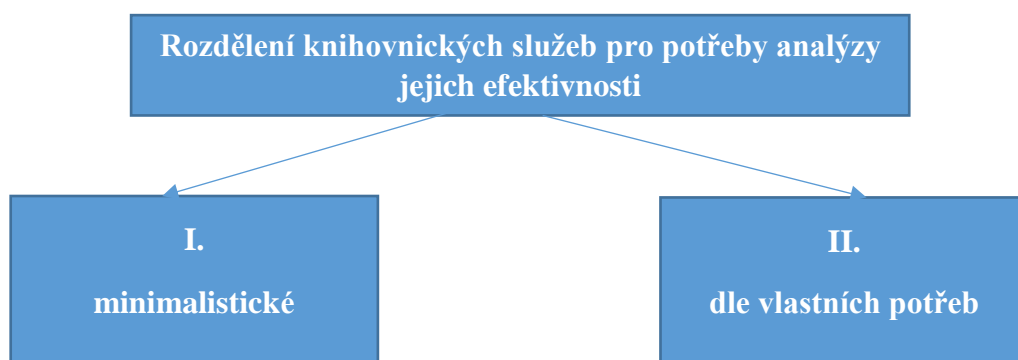 Rozdělení knihovnických služeb pro potřeby analýzy
jejich efektivnosti
I.
minimalistické
II.
dle vlastních potřeb